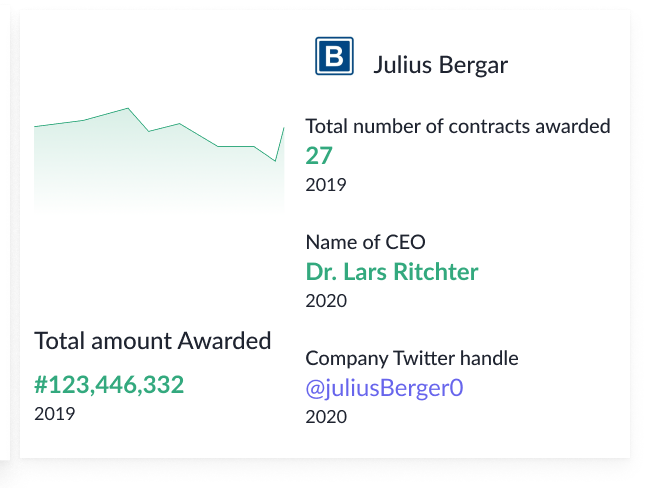 B
Julius Bergar
Total number of contracts awarded
27
2019
Name of CEO
Dr. Lars Ritchter
2020
Company Twitter handle
@juliusBerger0
2020
Total amount Awarded
#123,446,332
2019